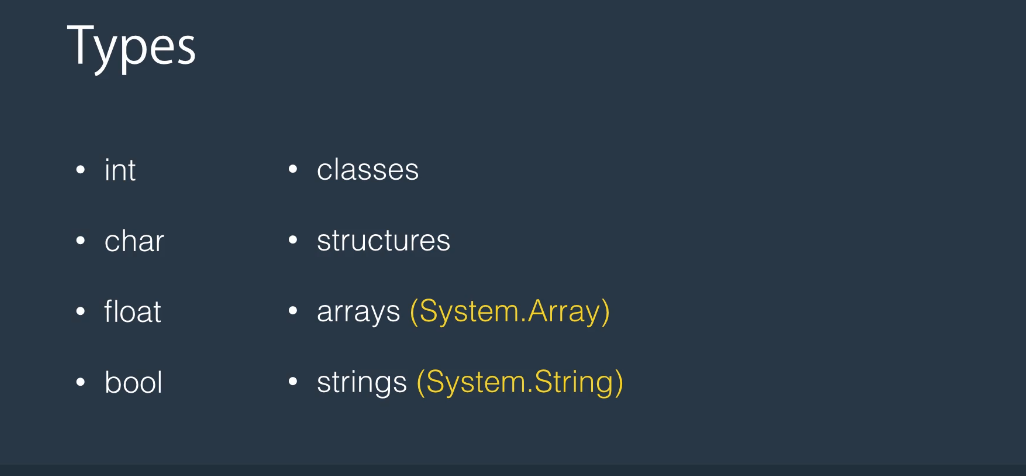 Types
• int
• char
• float
• bool
• classes
• structures
• arrays (System.Array)
• strings (System.String)